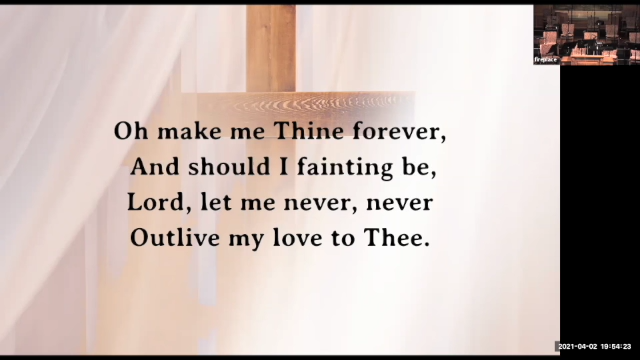 fireplace
Oh make me Thine forever,
And should I fainting be,
Lord, let me never, never
Outlive my love to Thee.
2021-04-02 19:54:23